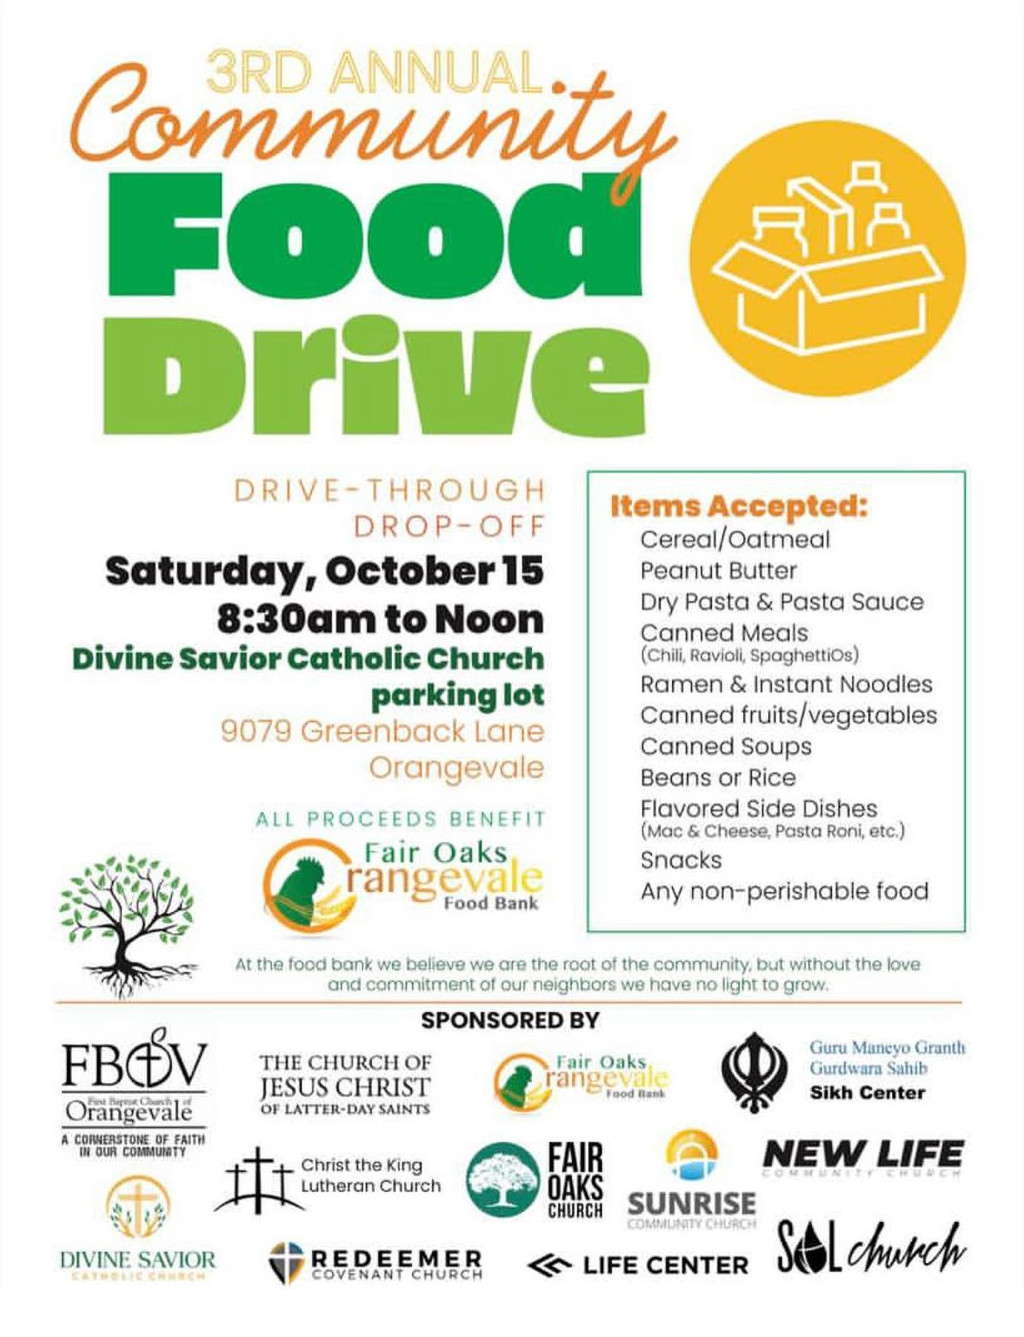 3RD ANNUAL
Community
Food
Drive
DRIVE-THROUGH
DROP-OFF
Saturday, October 15
8:30am to Noon
Divine Savior Catholic Church
parking lot
9079 Greenback Lane
Orangevale
ALL PROCEEDS BENEFIT
Fair Oaks
Orangevale
Food Bank
Items Accepted:
Cereal/Oatmeal
Peanut Butter
Dry Pasta & Pasta Sauce
Canned Meals
(Chili, Ravioli, SpaghettiOs)
Ramen & Instant Noodles
Canned fruits/vegetables
Canned Soups
Beans or Rice
Flavored Side Dishes
(Mac & Cheese, Pasta Roni, etc.)
Snacks
Any non-perishable food
At the food bank we believe we are the root of the community, but without the love
and commitment of our neighbors we have no light to grow.
SPONSORED BY
FBOV
First Baptist Church of
Orangevale
A CORNERSTONE OF FAITH
IN OUR COMMUNITY
THE CHURCH OF
JESUS CHRIST
OF LATTER-DAY SAINTS
Fair Oaks
Orangevale
Food Bank
Guru Maneyo Granth
Gurdwara Sahib
Sikh Center
Christ the King
Lutheran Church
FAIR
OAKS
CHURCH
SUNRISE
COMMUNITY CHURCH
NEW LIFE
COMMUNITY CHURCH
DIVINE SAVIOR
CATHOLIC CHURCH
REDEEMER
COVENANT CHURCH
LIFE CENTER
SOL church